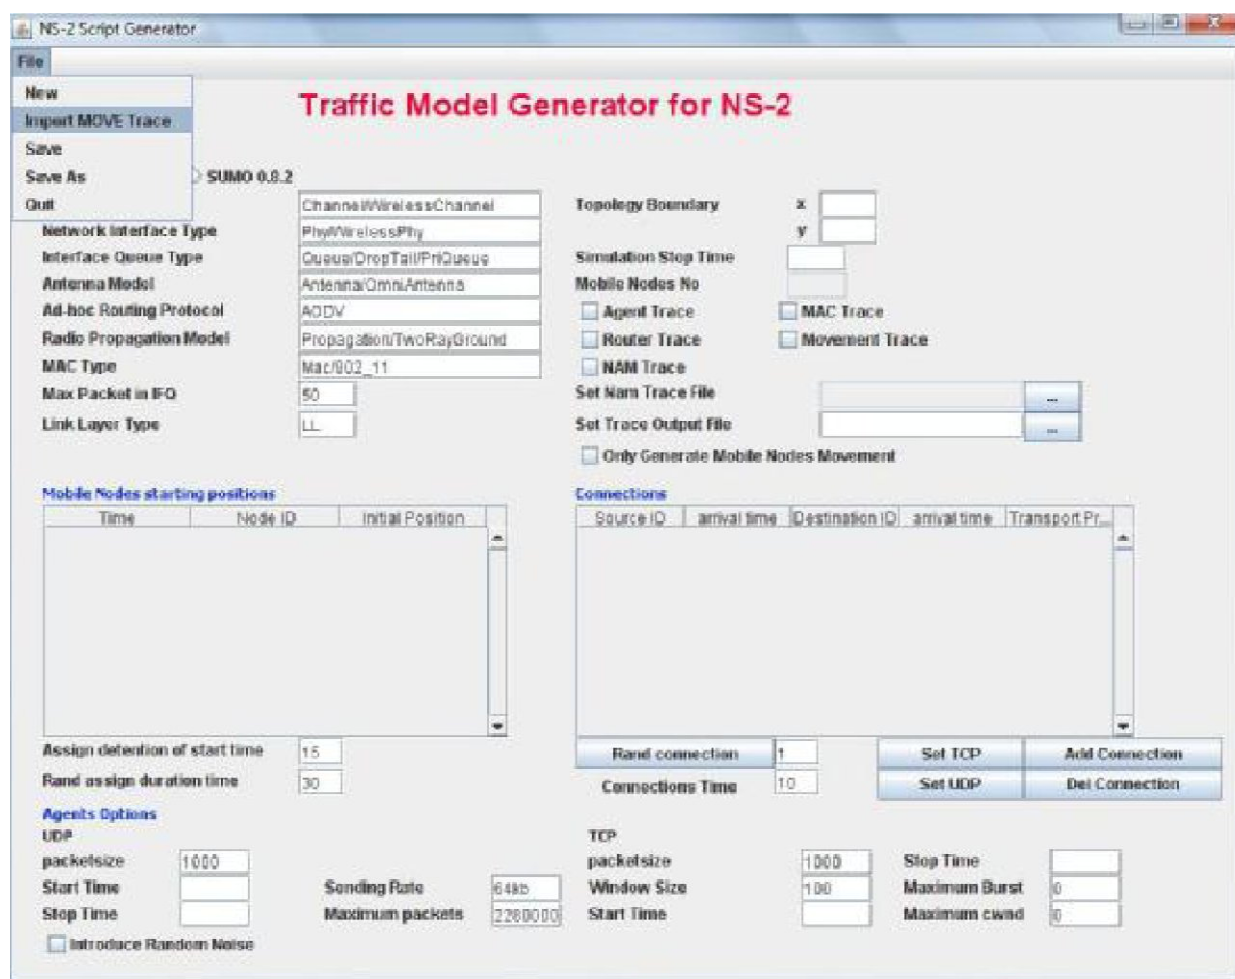 NS-2 Script Generator
File
New
Import MOVE Trace
Save
Save As
Quit
Traffic Model Generator for NS-2
SUMO 0.8.2
Channel/WirelessChannel
Network Interface Type
Phy/WirelessPhy
Interface Queue Type
Queue/DropTail/PriQueue
Antenna Model
Antenna/OmniAntenna
Ad-hoc Routing Protocol
AODV
Radio Propagation Model
Propagation/TwoRayGround
MAC Type
Mac/802_11
Max Packet in IFQ
50
Link Layer Type
LL
Topology Boundary x
y
Simulation Stop Time
Mobile Nodes No
Agent Trace MAC Trace
Router Trace Movement Trace
NAM Trace
Set Nam Trace File ...
Set Trace Output File ...
Only Generate Mobile Nodes Movement
Mobile Nodes starting positions
Time Node ID Initial Position
Connections
Source ID arrival time Destination ID arrival time Transport Pr...
Assign detention of start time 15
Rand assign duration time 30
Rand connection 1 Set TCP Add Connection
Connections Time 10 Set UDP Del Connection
Agents Options
UDP
packetsize 1000
Start Time Sending Rate 64kb
Stop Time Maximum packets 2280000
Introduce Random Noise
TCP
packetsize 1000 Stop Time
Window Size 100 Maximum Burst 0
Start Time Maximum cwnd 0